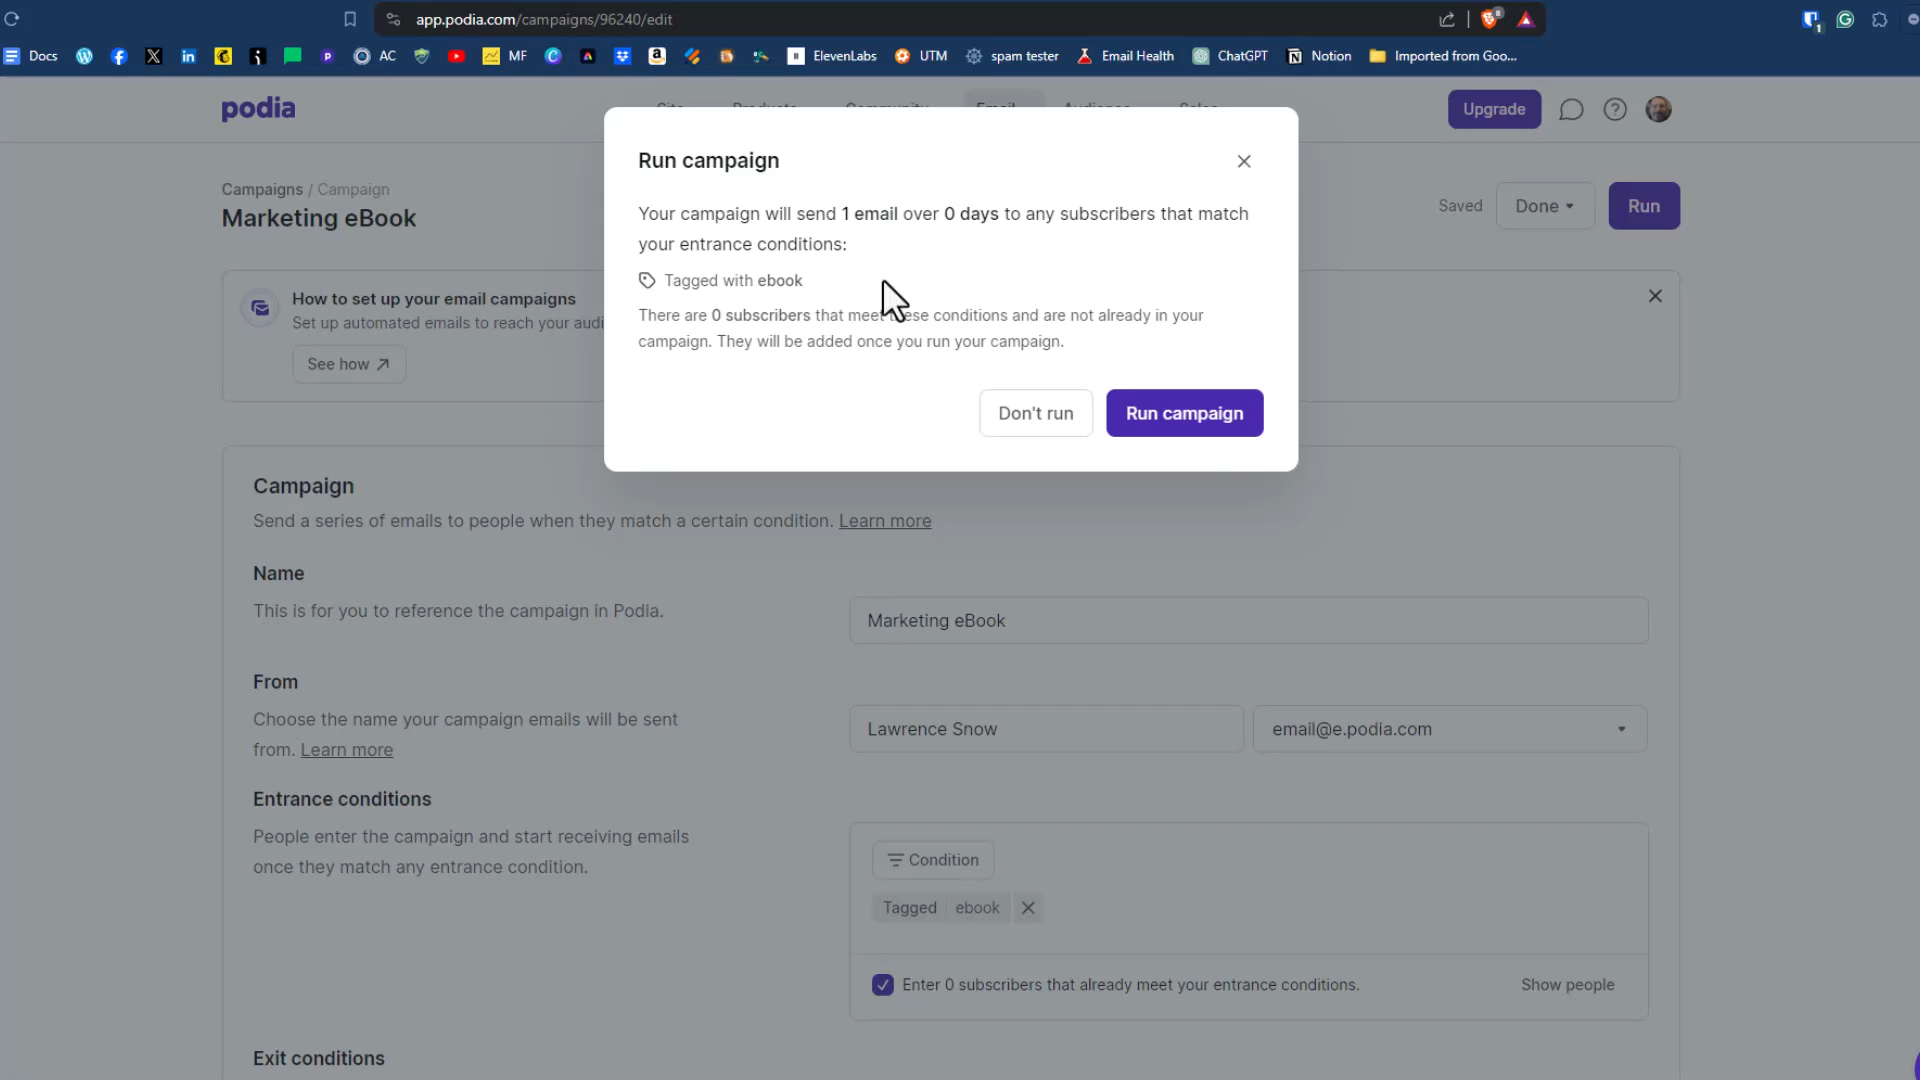 app.podia.com/campaigns/96240/edit
Docs
AC
MF
ElevenLabs
UTM
spam tester
Email Health
ChatGPT
Notion
Imported from Goo...
podia
Site
Products
Community
Email
Audience
Sales
Upgrade
Run campaign
Your campaign will send 1 email over 0 days to any subscribers that match
your entrance conditions:
Tagged with ebook
There are 0 subscribers that meet these conditions and are not already in your
campaign. They will be added once you run your campaign.
Don't run
Run campaign
Campaigns / Campaign
Marketing eBook
Saved
Done
Run
How to set up your email campaigns
Set up automated emails to reach your audi
See how
Campaign
Send a series of emails to people when they match a certain condition. Learn more
Name
This is for you to reference the campaign in Podia.
Marketing eBook
From
Choose the name your campaign emails will be sent
from. Learn more
Lawrence Snow
email@e.podia.com
Entrance conditions
People enter the campaign and start receiving emails
once they match any entrance condition.
Condition
Tagged ebook
Enter 0 subscribers that already meet your entrance conditions.
Show people
Exit conditions